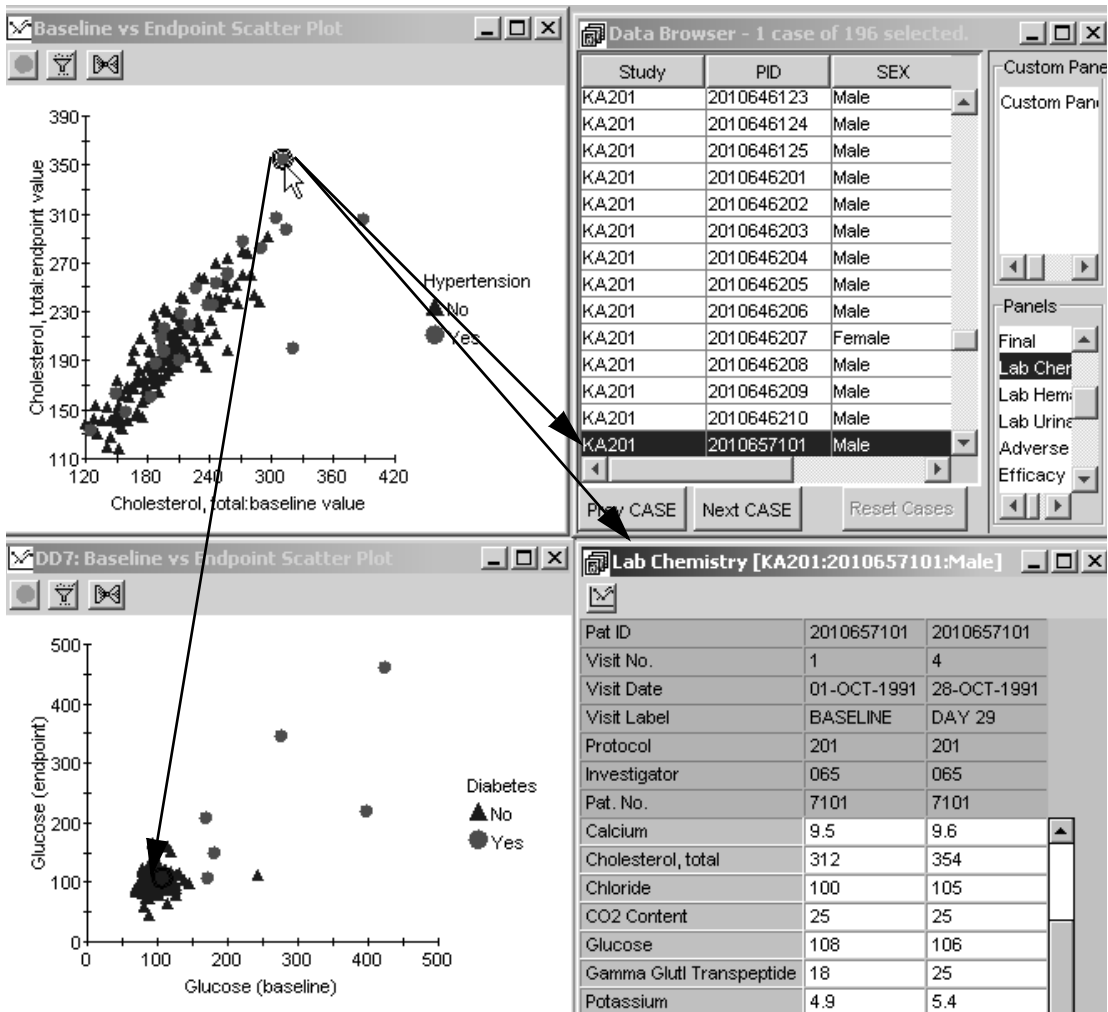 Baseline vs Endpoint Scatter Plot
390
350
310
270
230
190
150
110
120 180 240 300 360 420
Cholesterol, total:endpoint value
Cholesterol, total:baseline value
Hypertension
No
Yes
Data Browser - 1 case of 196 selected.
Study PID SEX
KA201 2010646123 Male
KA201 2010646124 Male
KA201 2010646125 Male
KA201 2010646201 Male
KA201 2010646202 Male
KA201 2010646203 Male
KA201 2010646204 Male
KA201 2010646205 Male
KA201 2010646206 Male
KA201 2010646207 Female
KA201 2010646208 Male
KA201 2010646209 Male
KA201 2010646210 Male
KA201 2010657101 Male
Prev CASE Next CASE Reset Cases
Custom Pane
Custom Pan
Panels
Final
Lab Cher
Lab Hem
Lab Urina
Adverse
Efficacy
DD7: Baseline vs Endpoint Scatter Plot
500
400
300
200
100
0
0 100 200 300 400 500
Glucose (endpoint)
Glucose (baseline)
Diabetes
No
Yes
Lab Chemistry [KA201:2010657101:Male]
Pat ID 2010657101 2010657101
Visit No. 1 4
Visit Date 01-OCT-1991 28-OCT-1991
Visit Label BASELINE DAY 29
Protocol 201 201
Investigator 065 065
Pat. No. 7101 7101
Calcium 9.5 9.6
Cholesterol, total 312 354
Chloride 100 105
CO2 Content 25 25
Glucose 108 106
Gamma Glutl Transpeptide 18 25
Potassium 4.9 5.4